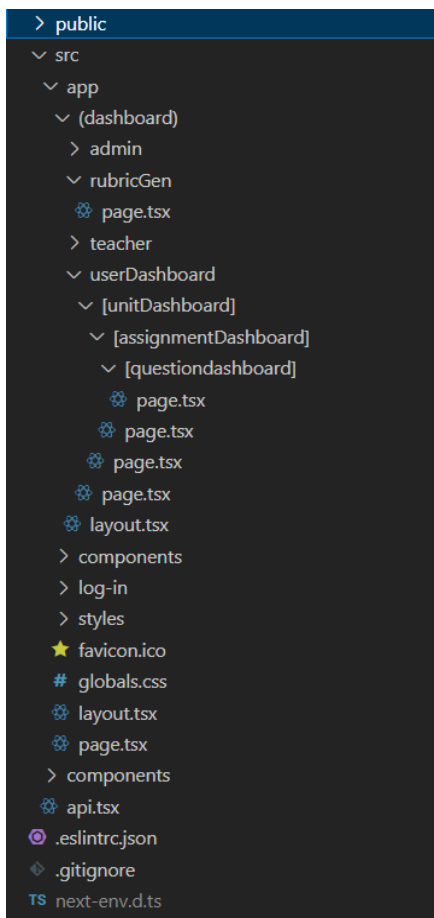 public
src
app
(dashboard)
admin
rubricGen
page.tsx
teacher
userDashboard
[unitDashboard]
[assignmentDashboard]
[questiondashboard]
page.tsx
page.tsx
page.tsx
page.tsx
layout.tsx
components
log-in
styles
favicon.ico
# globals.css
layout.tsx
page.tsx
components
api.tsx
.eslintrc.json
.gitignore
TS next-env.d.ts